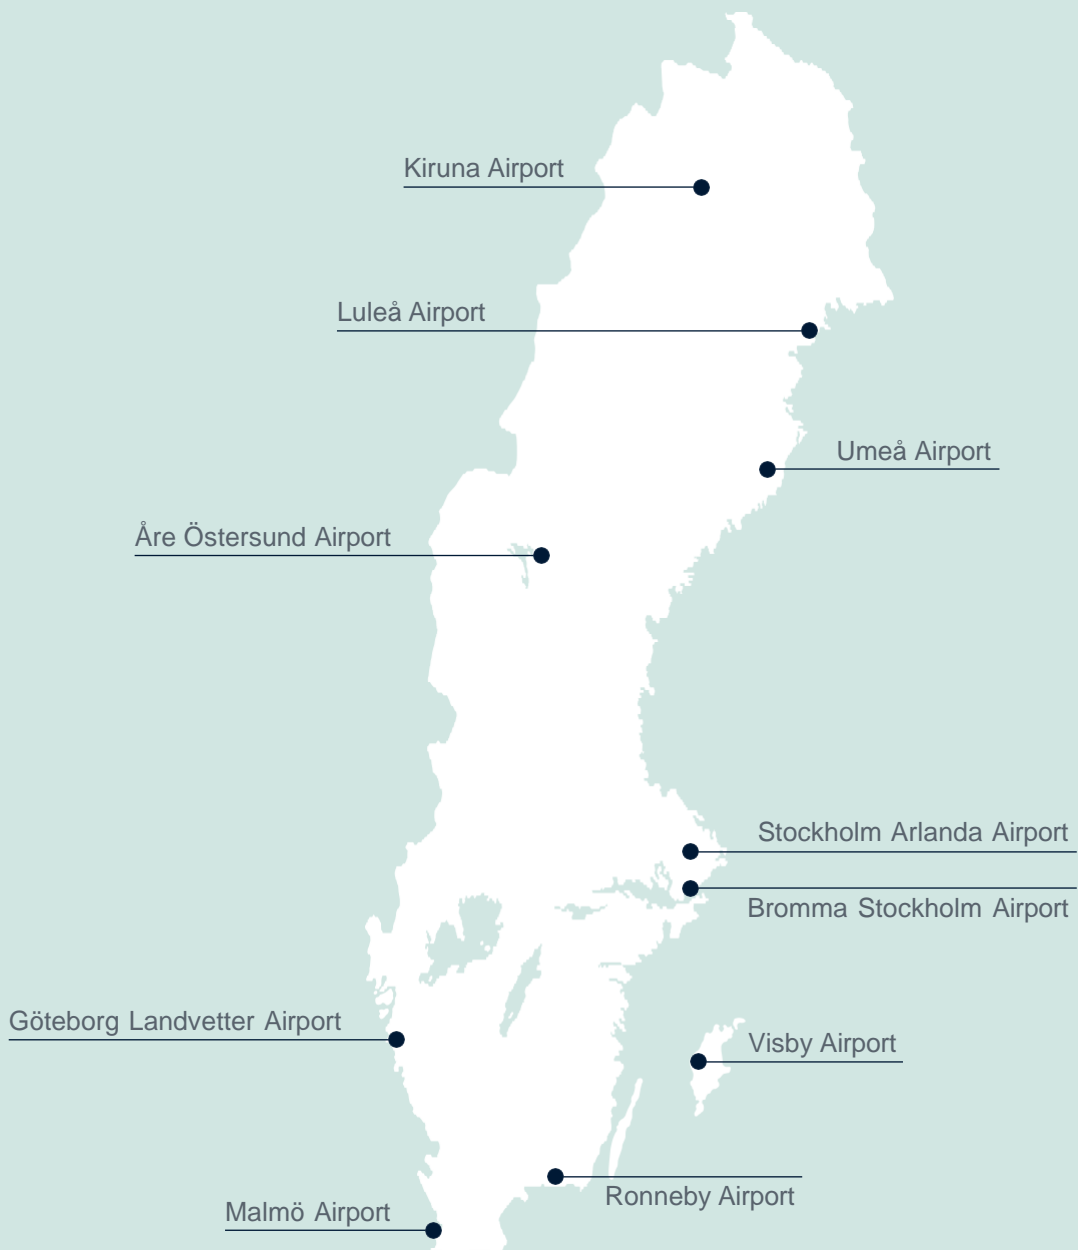 Kiruna Airport
Luleå Airport
Umeå Airport
Åre Östersund Airport
Stockholm Arlanda Airport
Bromma Stockholm Airport
Göteborg Landvetter Airport
Visby Airport
Ronneby Airport
Malmö Airport